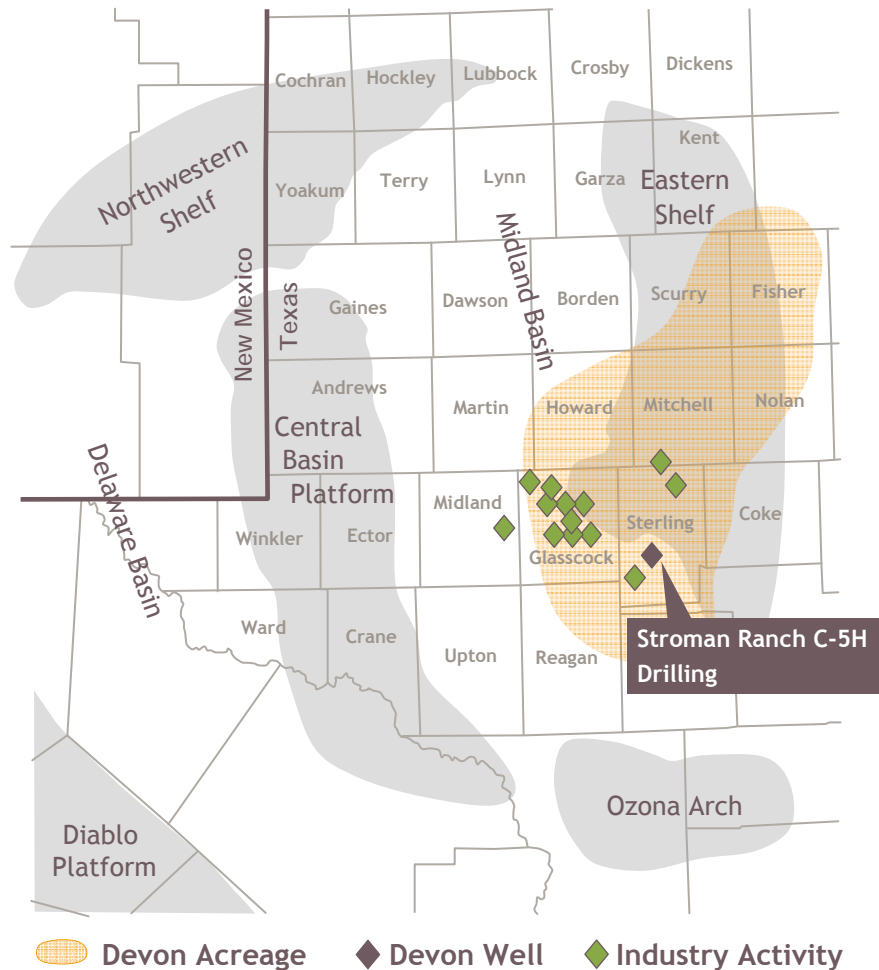 Cochran
Hockley
Lubbock
Crosby
Dickens
Kent
Northwestern
Shelf
Yoakum
Terry
Lynn
Garza
Eastern
Shelf
Midland Basin
New Mexico
Texas
Gaines
Dawson
Borden
Scurry
Fisher
Andrews
Martin
Howard
Mitchell
Nolan
Central
Basin
Platform
Delaware Basin
Midland
Winkler
Ector
Glasscock
Sterling
Coke
Ward
Crane
Upton
Reagan
Stroman Ranch C-5H
Drilling
Ozona Arch
Diablo
Platform
Devon Acreage
Devon Well
Industry Activity